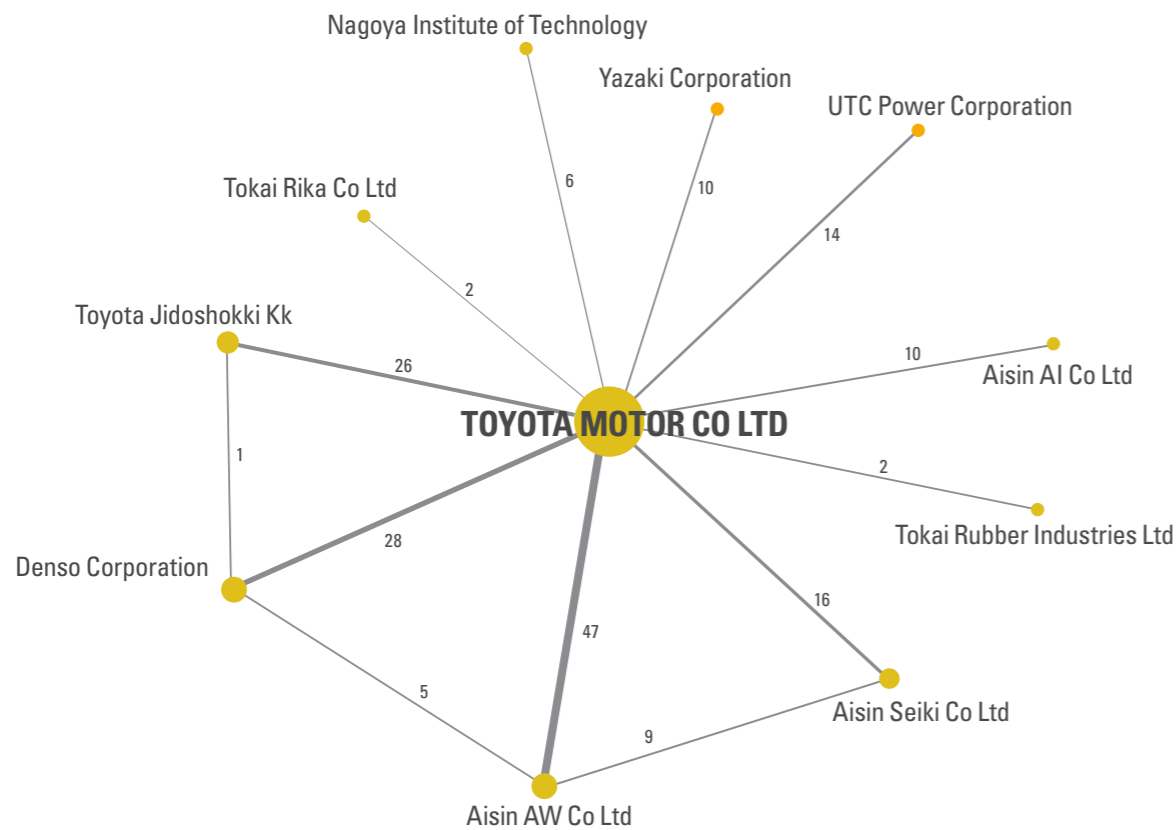 Nagoya Institute of Technology
Yazaki Corporation
UTC Power Corporation
6
10
Tokai Rika Co Ltd
14
2
Toyota Jidoshokki Kk
10
26
Aisin AI Co Ltd
TOYOTA MOTOR CO LTD
1
2
Tokai Rubber Industries Ltd
28
Denso Corporation
16
47
5
Aisin Seiki Co Ltd
9
Aisin AW Co Ltd